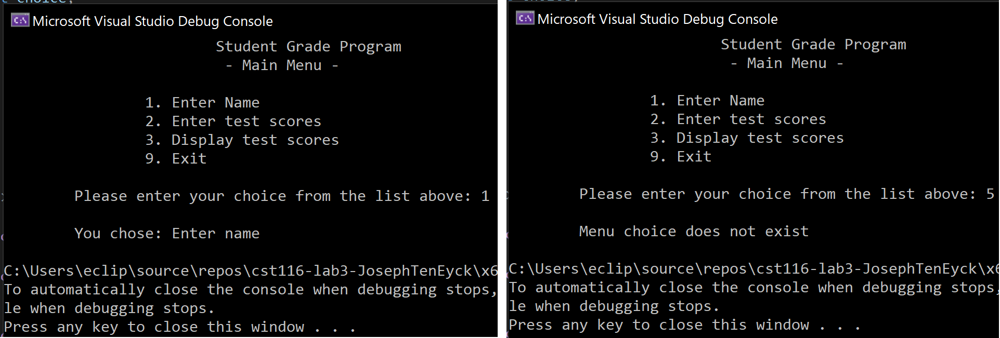 choice;
Microsoft Visual Studio Debug Console
Student Grade Program
- Main Menu -
1. Enter Name
2. Enter test scores
3. Display test scores
9. Exit
Please enter your choice from the list above: 1
You chose: Enter name
C:\Users\eclip\source\repos\cst116-lab3-JosephTenEyck\x6
To automatically close the console when debugging stops,
le when debugging stops.
Press any key to close this window . . .
Microsoft Visual Studio Debug Console
Student Grade Program
- Main Menu -
1. Enter Name
2. Enter test scores
3. Display test scores
9. Exit
Please enter your choice from the list above: 5
Menu choice does not exist
C:\Users\eclip\source\repos\cst116-lab3-JosephTenEyck\x6
To automatically close the console when debugging stops,
le when debugging stops.
Press any key to close this window . . .